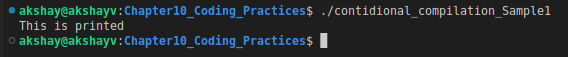 akshay@akshayv:Chapter10_Coding_Practices$ ./contidional_compilation_Sample1
This is printed
akshay@akshayv:Chapter10_Coding_Practices$